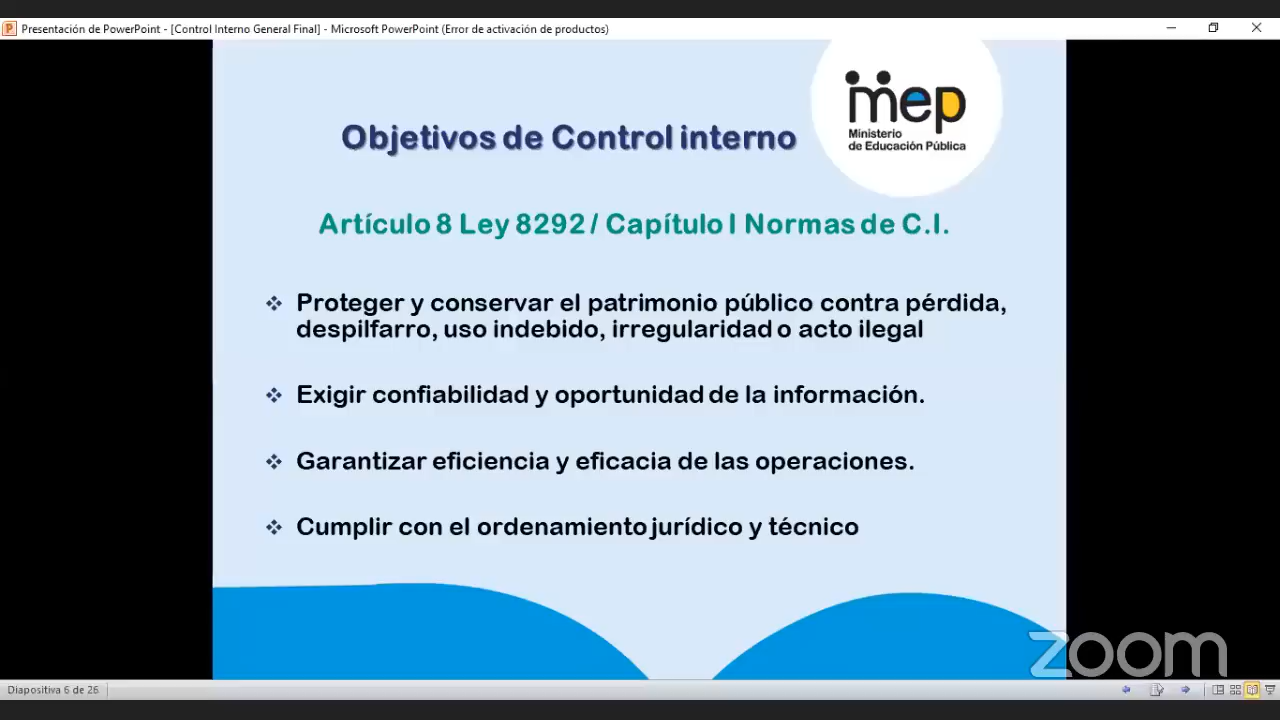 Presentación de PowerPoint - [Control Interno General Final] - Microsoft PowerPoint (Error de activación de productos)
mep
Ministerio
de Educación Pública
Objetivos de Control interno
Artículo 8 Ley 8292 / Capítulo I Normas de C.I.
Proteger y conservar el patrimonio público contra pérdida,
despilfarro, uso indebido, irregularidad o acto ilegal
Exigir confiabilidad y oportunidad de la información.
Garantizar eficiencia y eficacia de las operaciones.
Cumplir con el ordenamiento jurídico y técnico
zoom
Diapositiva 6 de 26